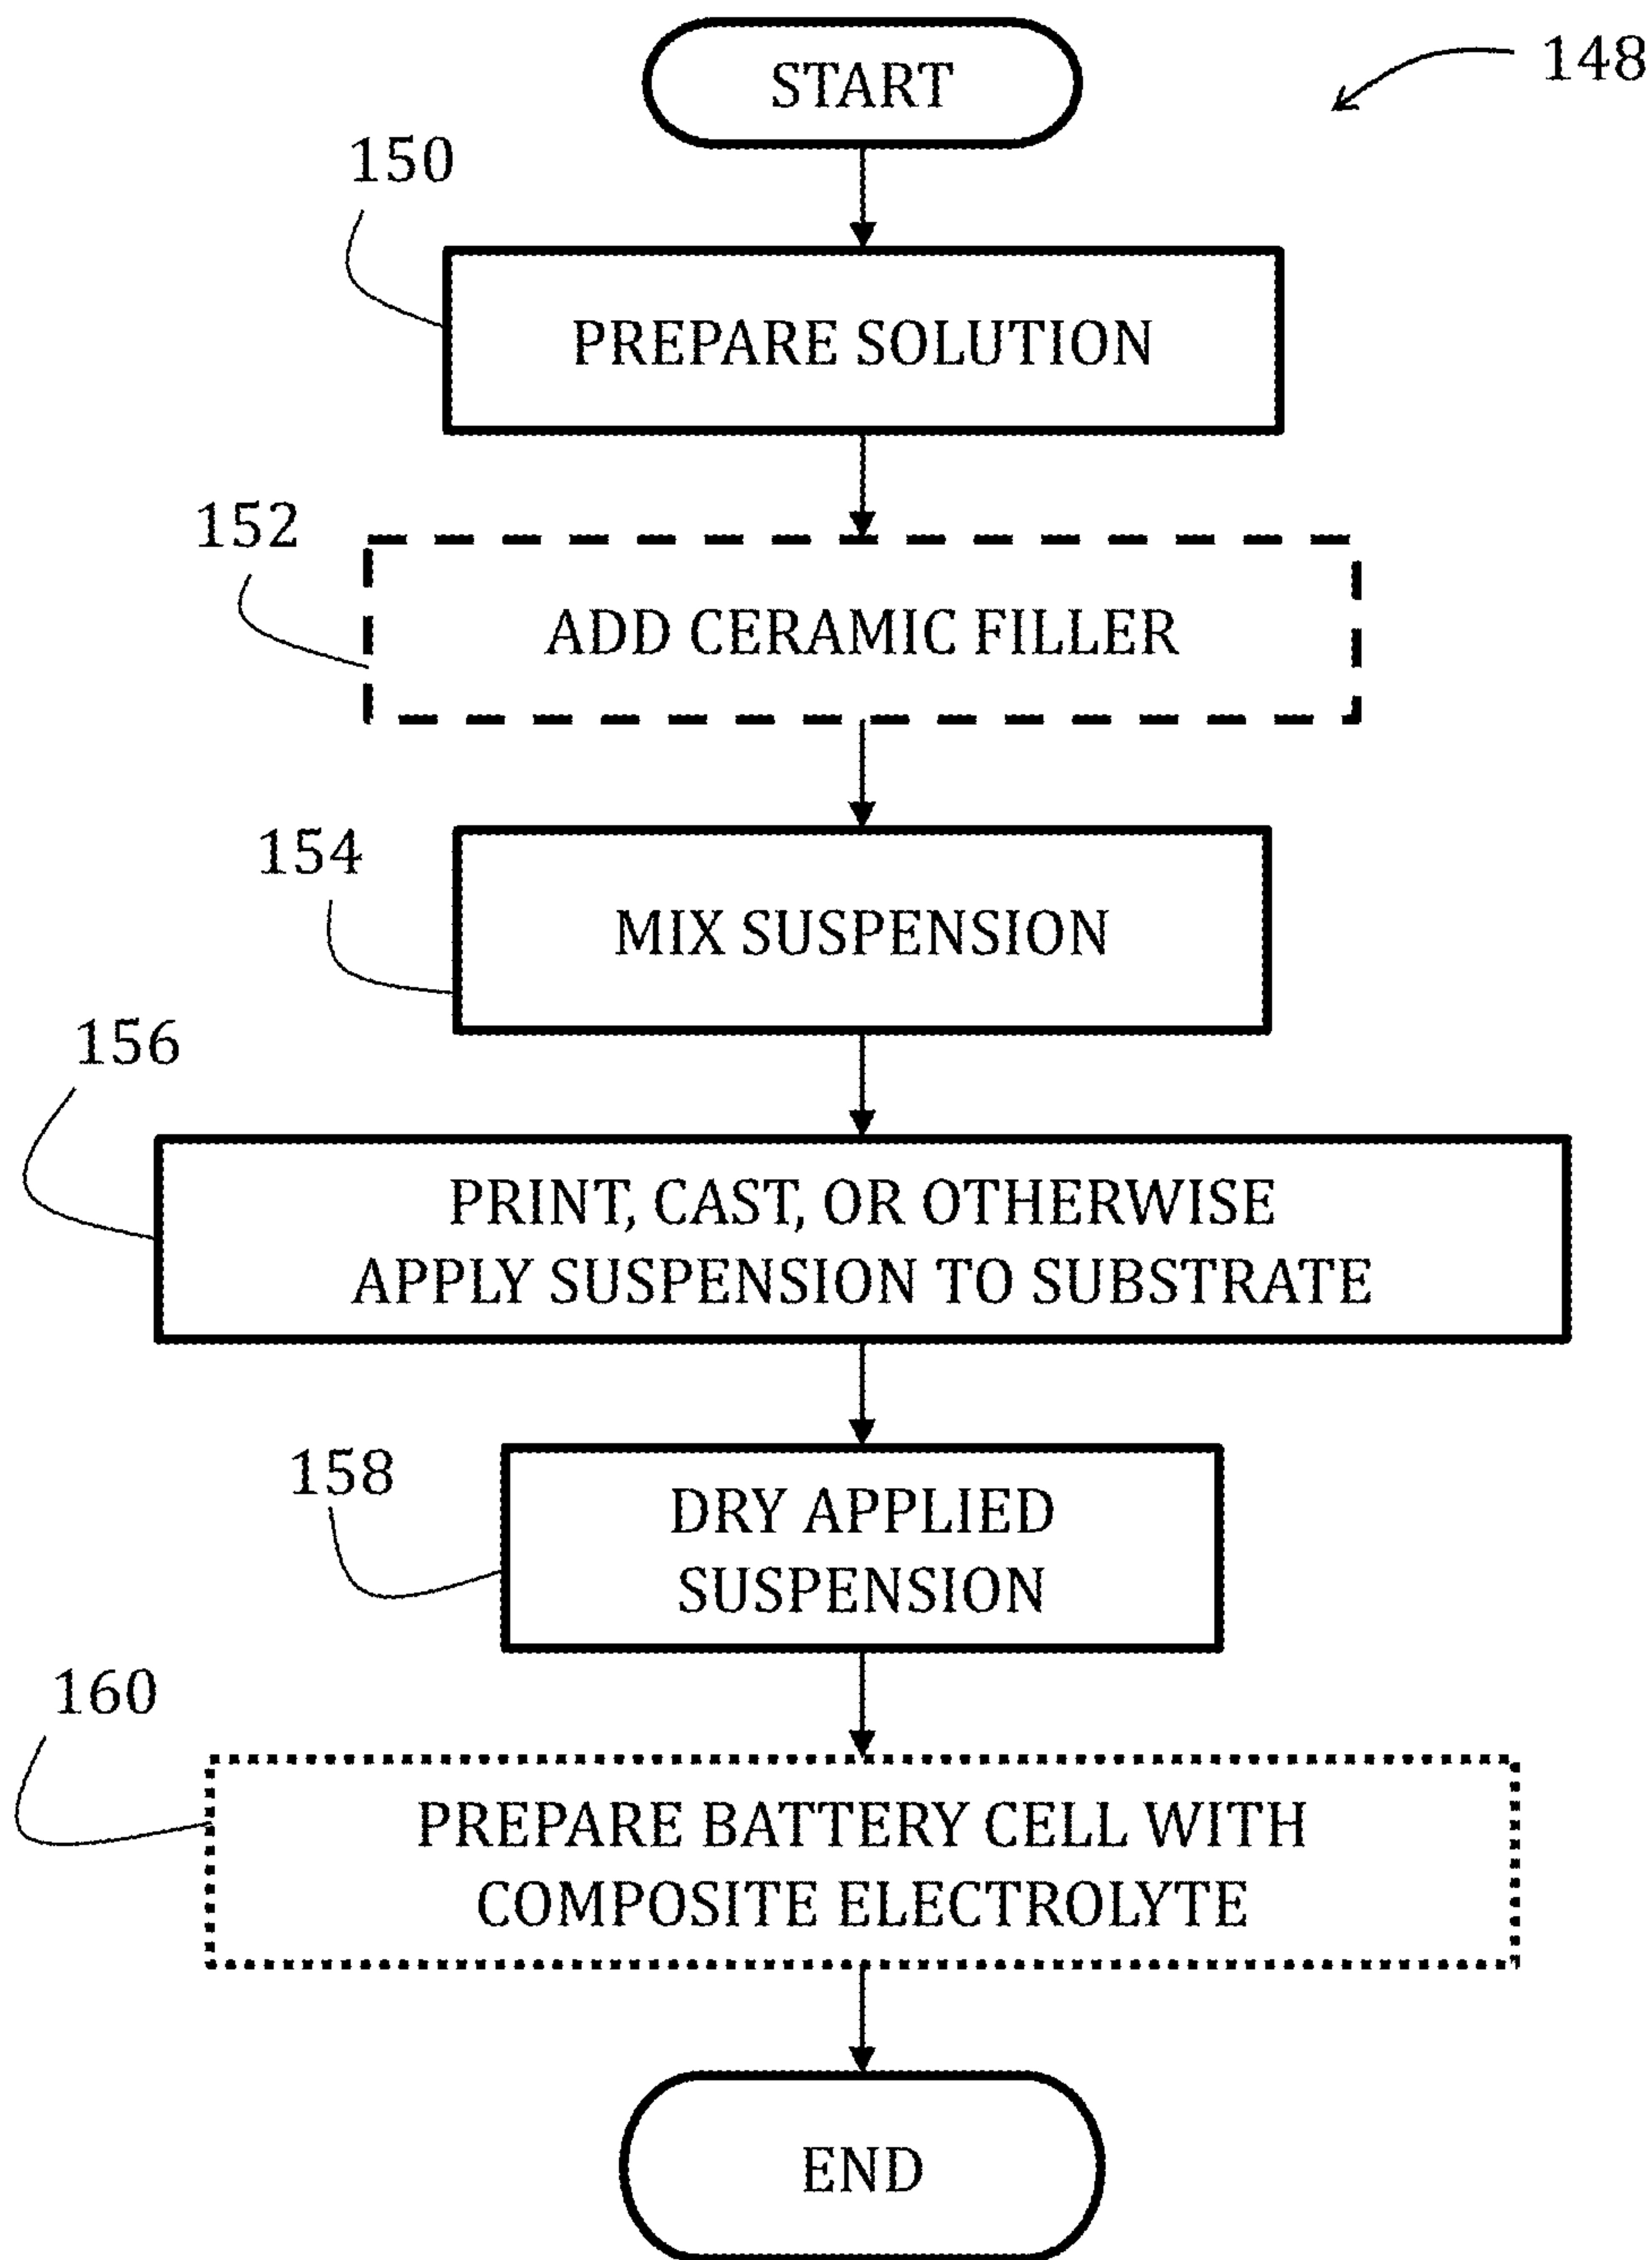 START
148
150
PREPARE SOLUTION
152
ADD CERAMIC FILLER
154
MIX SUSPENSION
156
PRINT, CAST, OR OTHERWISE
APPLY SUSPENSION TO SUBSTRATE
158
DRY APPLIED
SUSPENSION
160
PREPARE BATTERY CELL WITH
COMPOSITE ELECTROLYTE
END